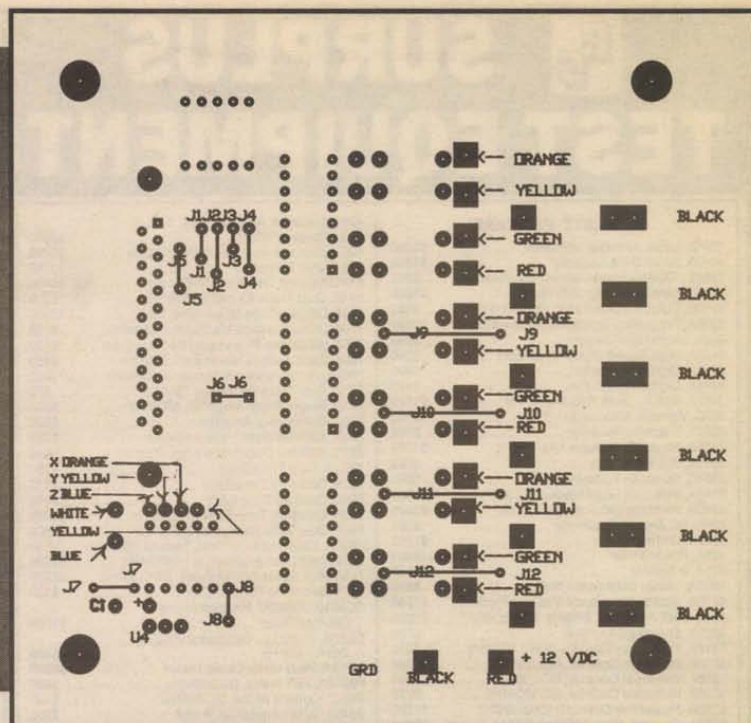 SURPLUS
TEST EQUIPMENT
ORANGE
YELLOW
J1 J2 J3 J4
BLACK
GREEN
J5
J1
J3
J2
J4
RED
J5
BLACK
ORANGE
J9
J9
YELLOW
BLACK
J6 J6
GREEN
J10
J10
RED
BLACK
X ORANGE
Y YELLOW
ORANGE
Z BLUE
J11
J11
WHITE
YELLOW
YELLOW
BLACK
BLUE
GREEN
J7
J12
J12
J7
J8
RED
C1
+
J8
BLACK
U4
+ 12 VDC
GRD
BLACK
RED